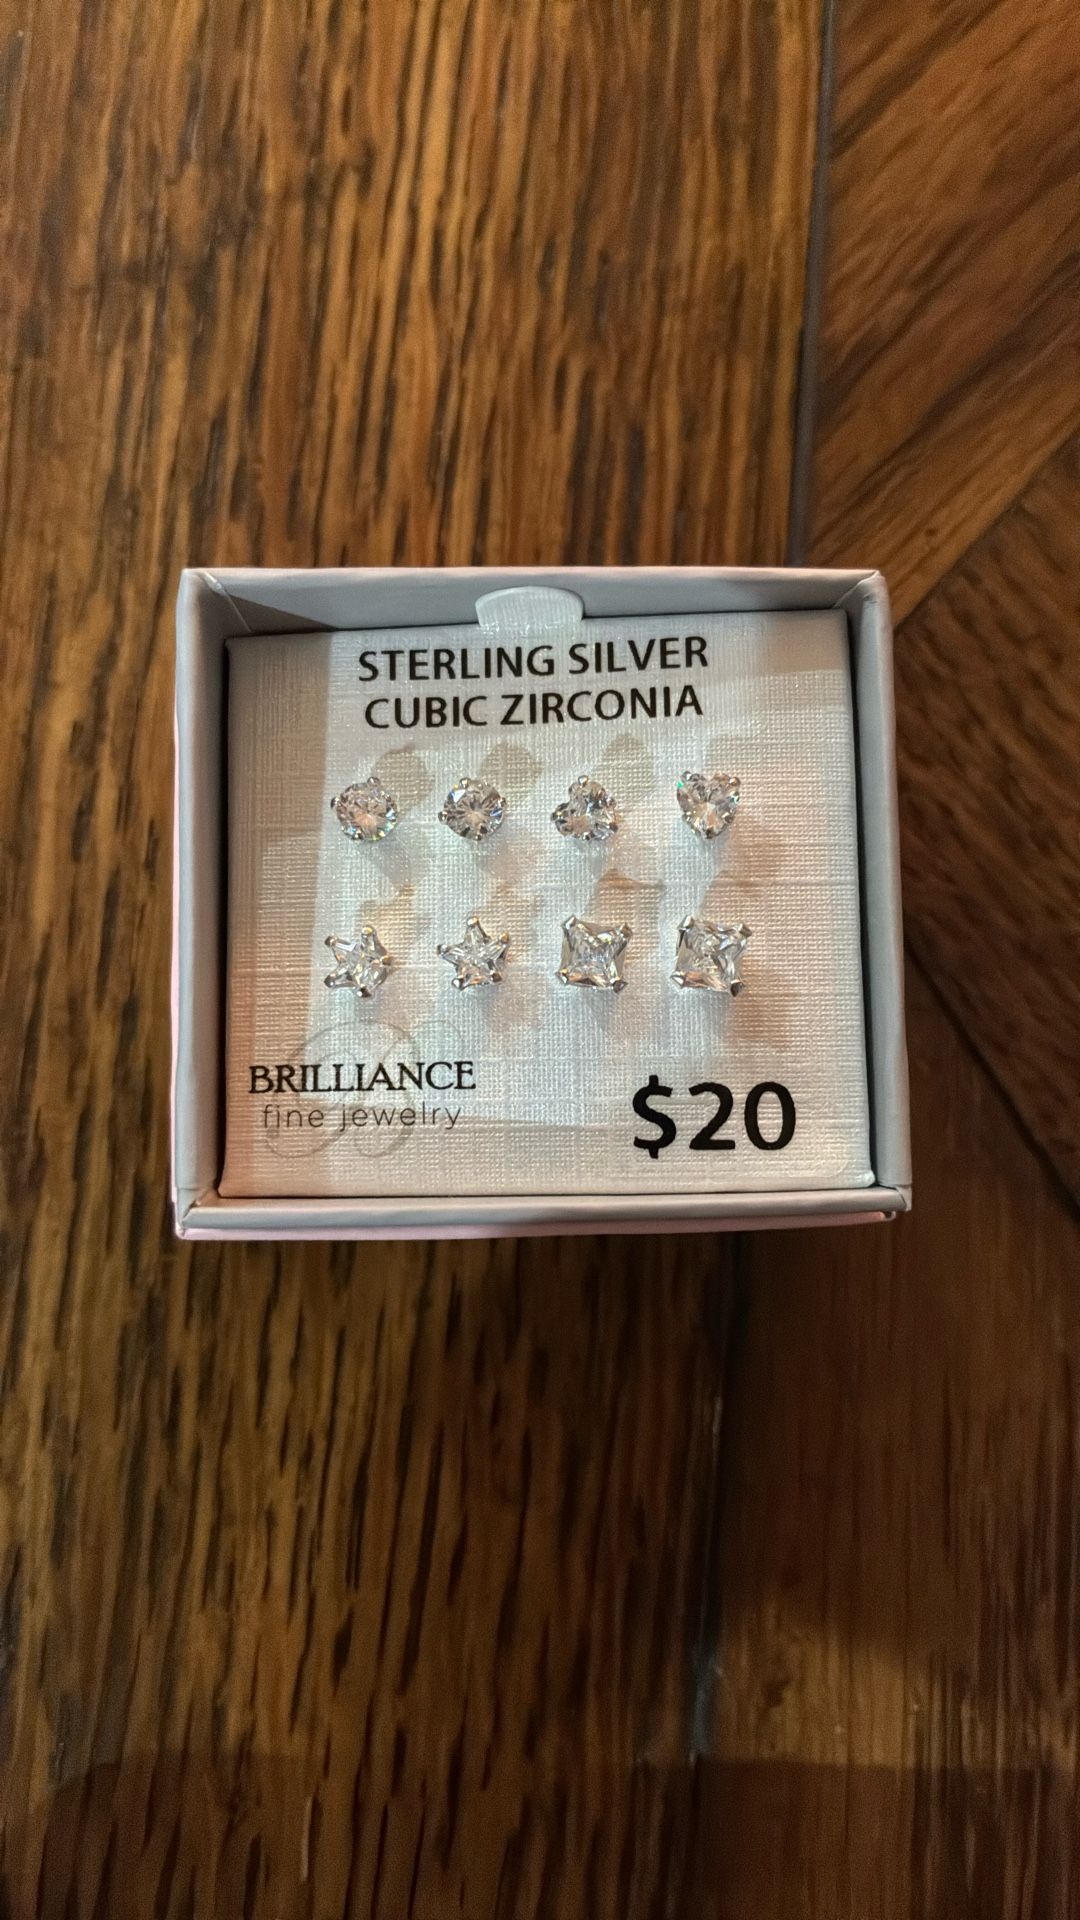 STERLING SILVER
CUBIC ZIRCONIA
BRILLIANCE
fine jewelry
$20